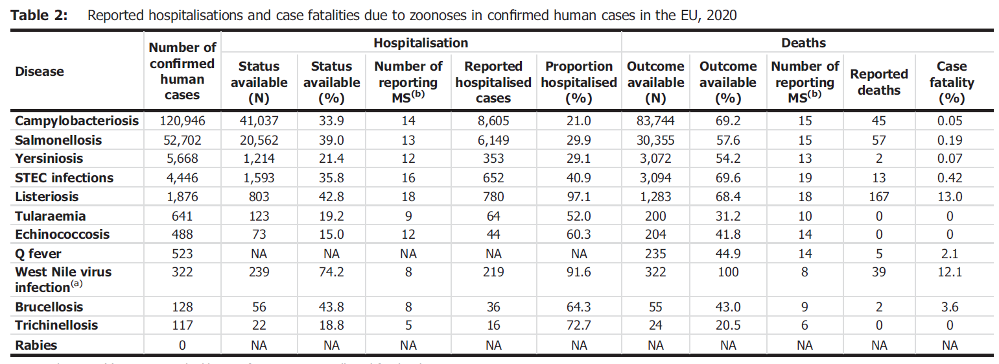 Table 2: Reported hospitalisations and case fatalities due to zoonoses in confirmed human cases in the EU, 2020
Disease Number of confirmed human cases Hospitalisation Deaths
Status available (N) Status available (%) Number of reporting MS(b) Reported hospitalised cases Proportion hospitalised (%) Outcome available (N) Outcome available (%) Number of reporting MS(b) Reported deaths Case fatality (%)
Campylobacteriosis 120,946 41,037 33.9 14 8,605 21.0 83,744 69.2 15 45 0.05
Salmonellosis 52,702 20,562 39.0 13 6,149 29.9 30,355 57.6 15 57 0.19
Yersiniosis 5,668 1,214 21.4 12 353 29.1 3,072 54.2 13 2 0.07
STEC infections 4,446 1,593 35.8 16 652 40.9 3,094 69.6 19 13 0.42
Listeriosis 1,876 803 42.8 18 780 97.1 1,283 68.4 18 167 13.0
Tularaemia 641 123 19.2 9 64 52.0 200 31.2 10 0 0
Echinococcosis 488 73 15.0 12 44 60.3 204 41.8 14 0 0
Q fever 523 NA NA NA NA NA 235 44.9 14 5 2.1
West Nile virus infection(a) 322 239 74.2 8 219 91.6 322 100 8 39 12.1
Brucellosis 128 56 43.8 8 36 64.3 55 43.0 9 2 3.6
Trichinellosis 117 22 18.8 5 16 72.7 24 20.5 6 0 0
Rabies 0 NA NA NA NA NA NA NA NA NA NA